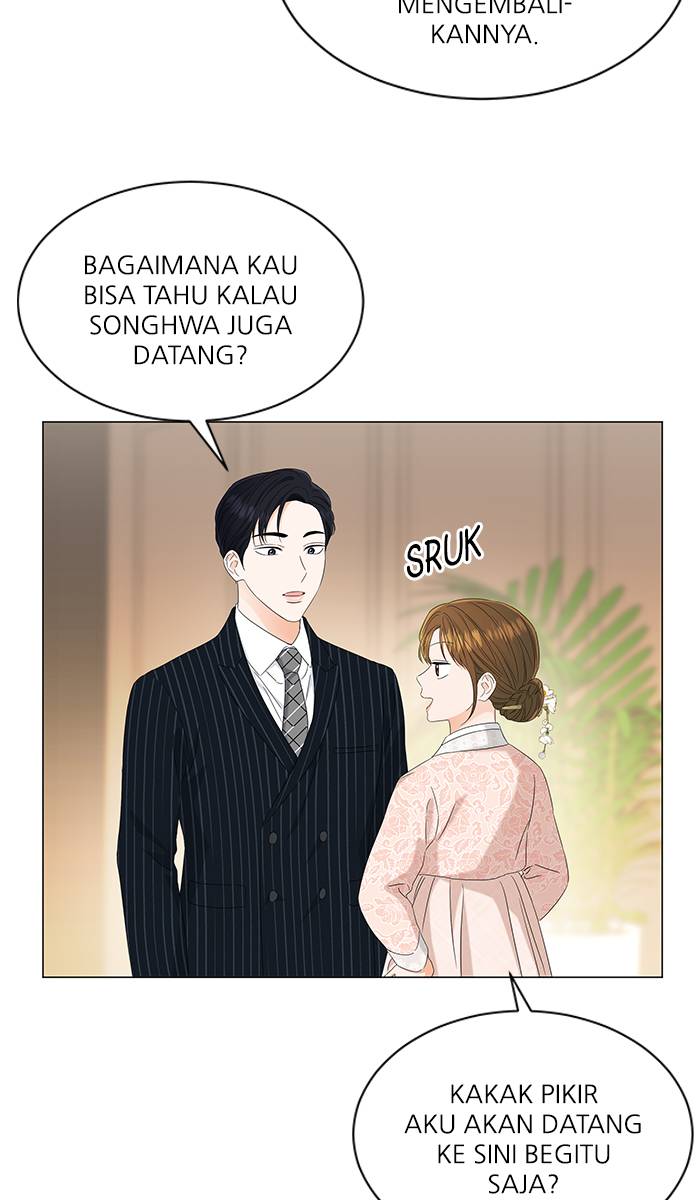 MENGEMBALI-
KANNYA.
BAGAIMANA KAU
BISA TAHU KALAU
SONGHWA JUGA
DATANG?
SRUK
KAKAK PIKIR
AKU AKAN DATANG
KE SINI BEGITU
SAJA?